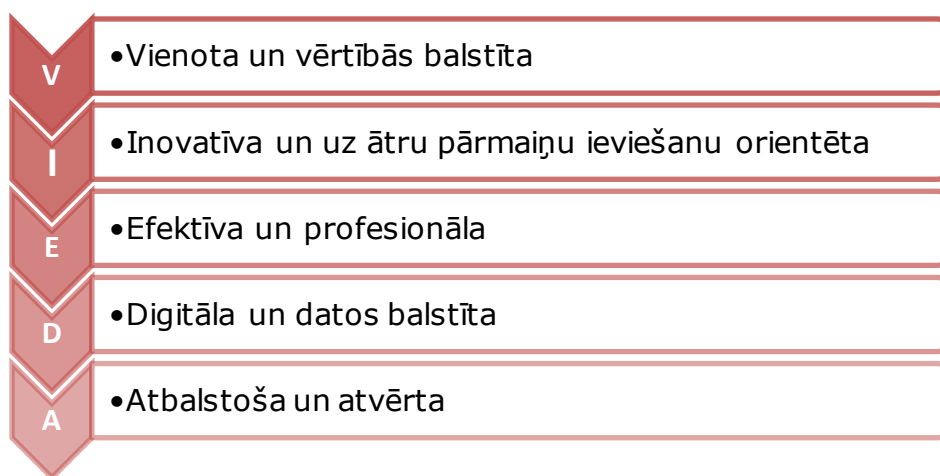 V
•Vienota un vērtībās balstīta
I
•Inovatīva un uz ātru pārmaiņu ieviešanu orientēta
E
•Efektīva un profesionāla
D
•Digitāla un datos balstīta
A
•Atbalstoša un atvērta